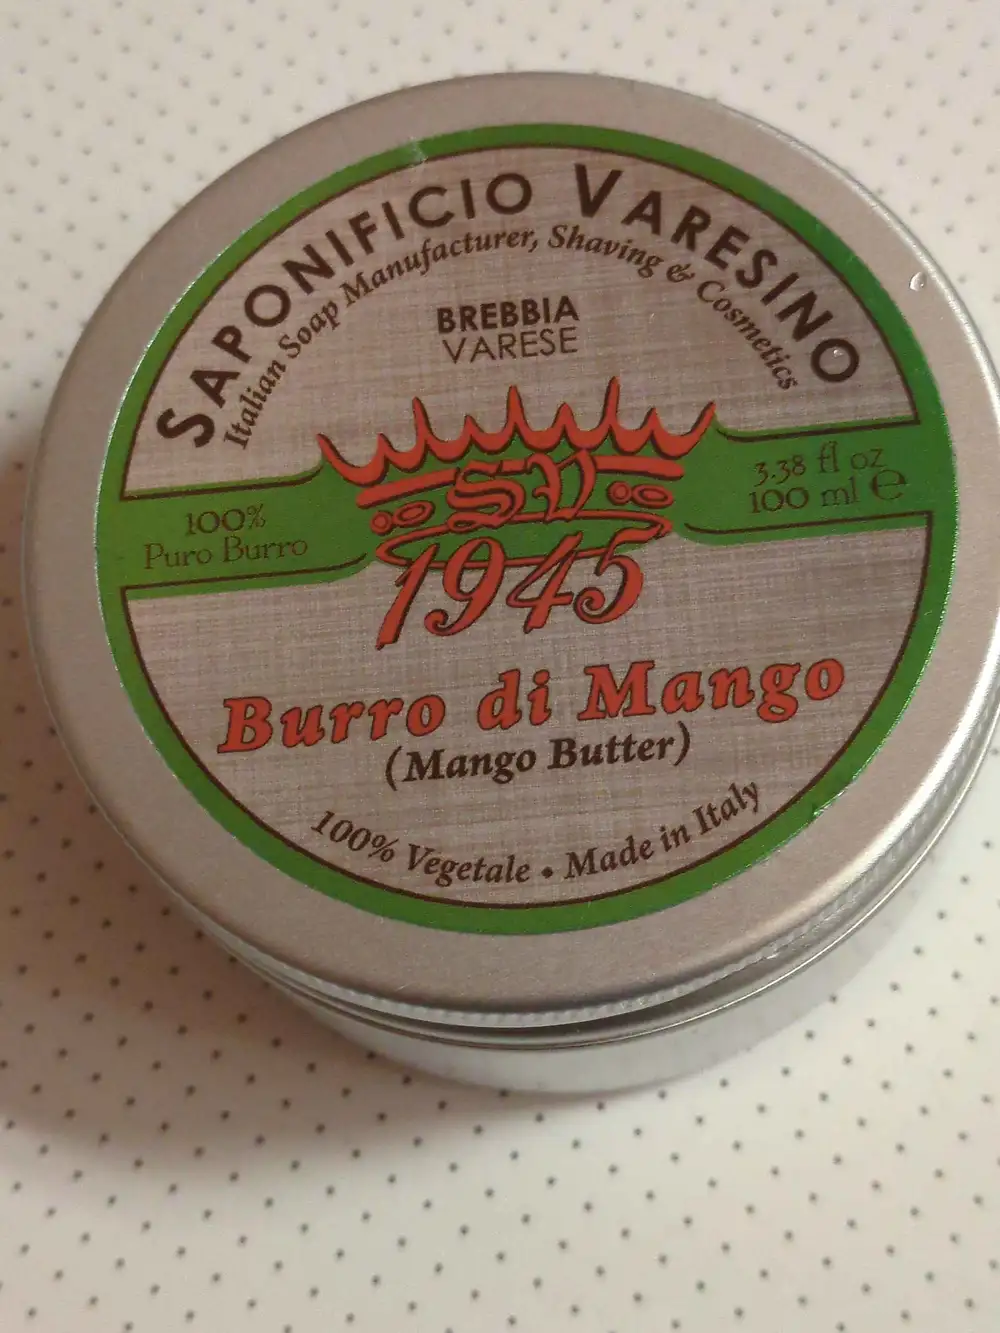 SAPONIFICIO VARESINO
Italian Soap Manufacturer, Shaving & Cosmetics
BREBBIA
VARESE
SV
1945
100%
Puro Burro
3.38 fl oz
100 ml ℮
Burro di Mango
(Mango Butter)
100% Vegetale • Made in Italy